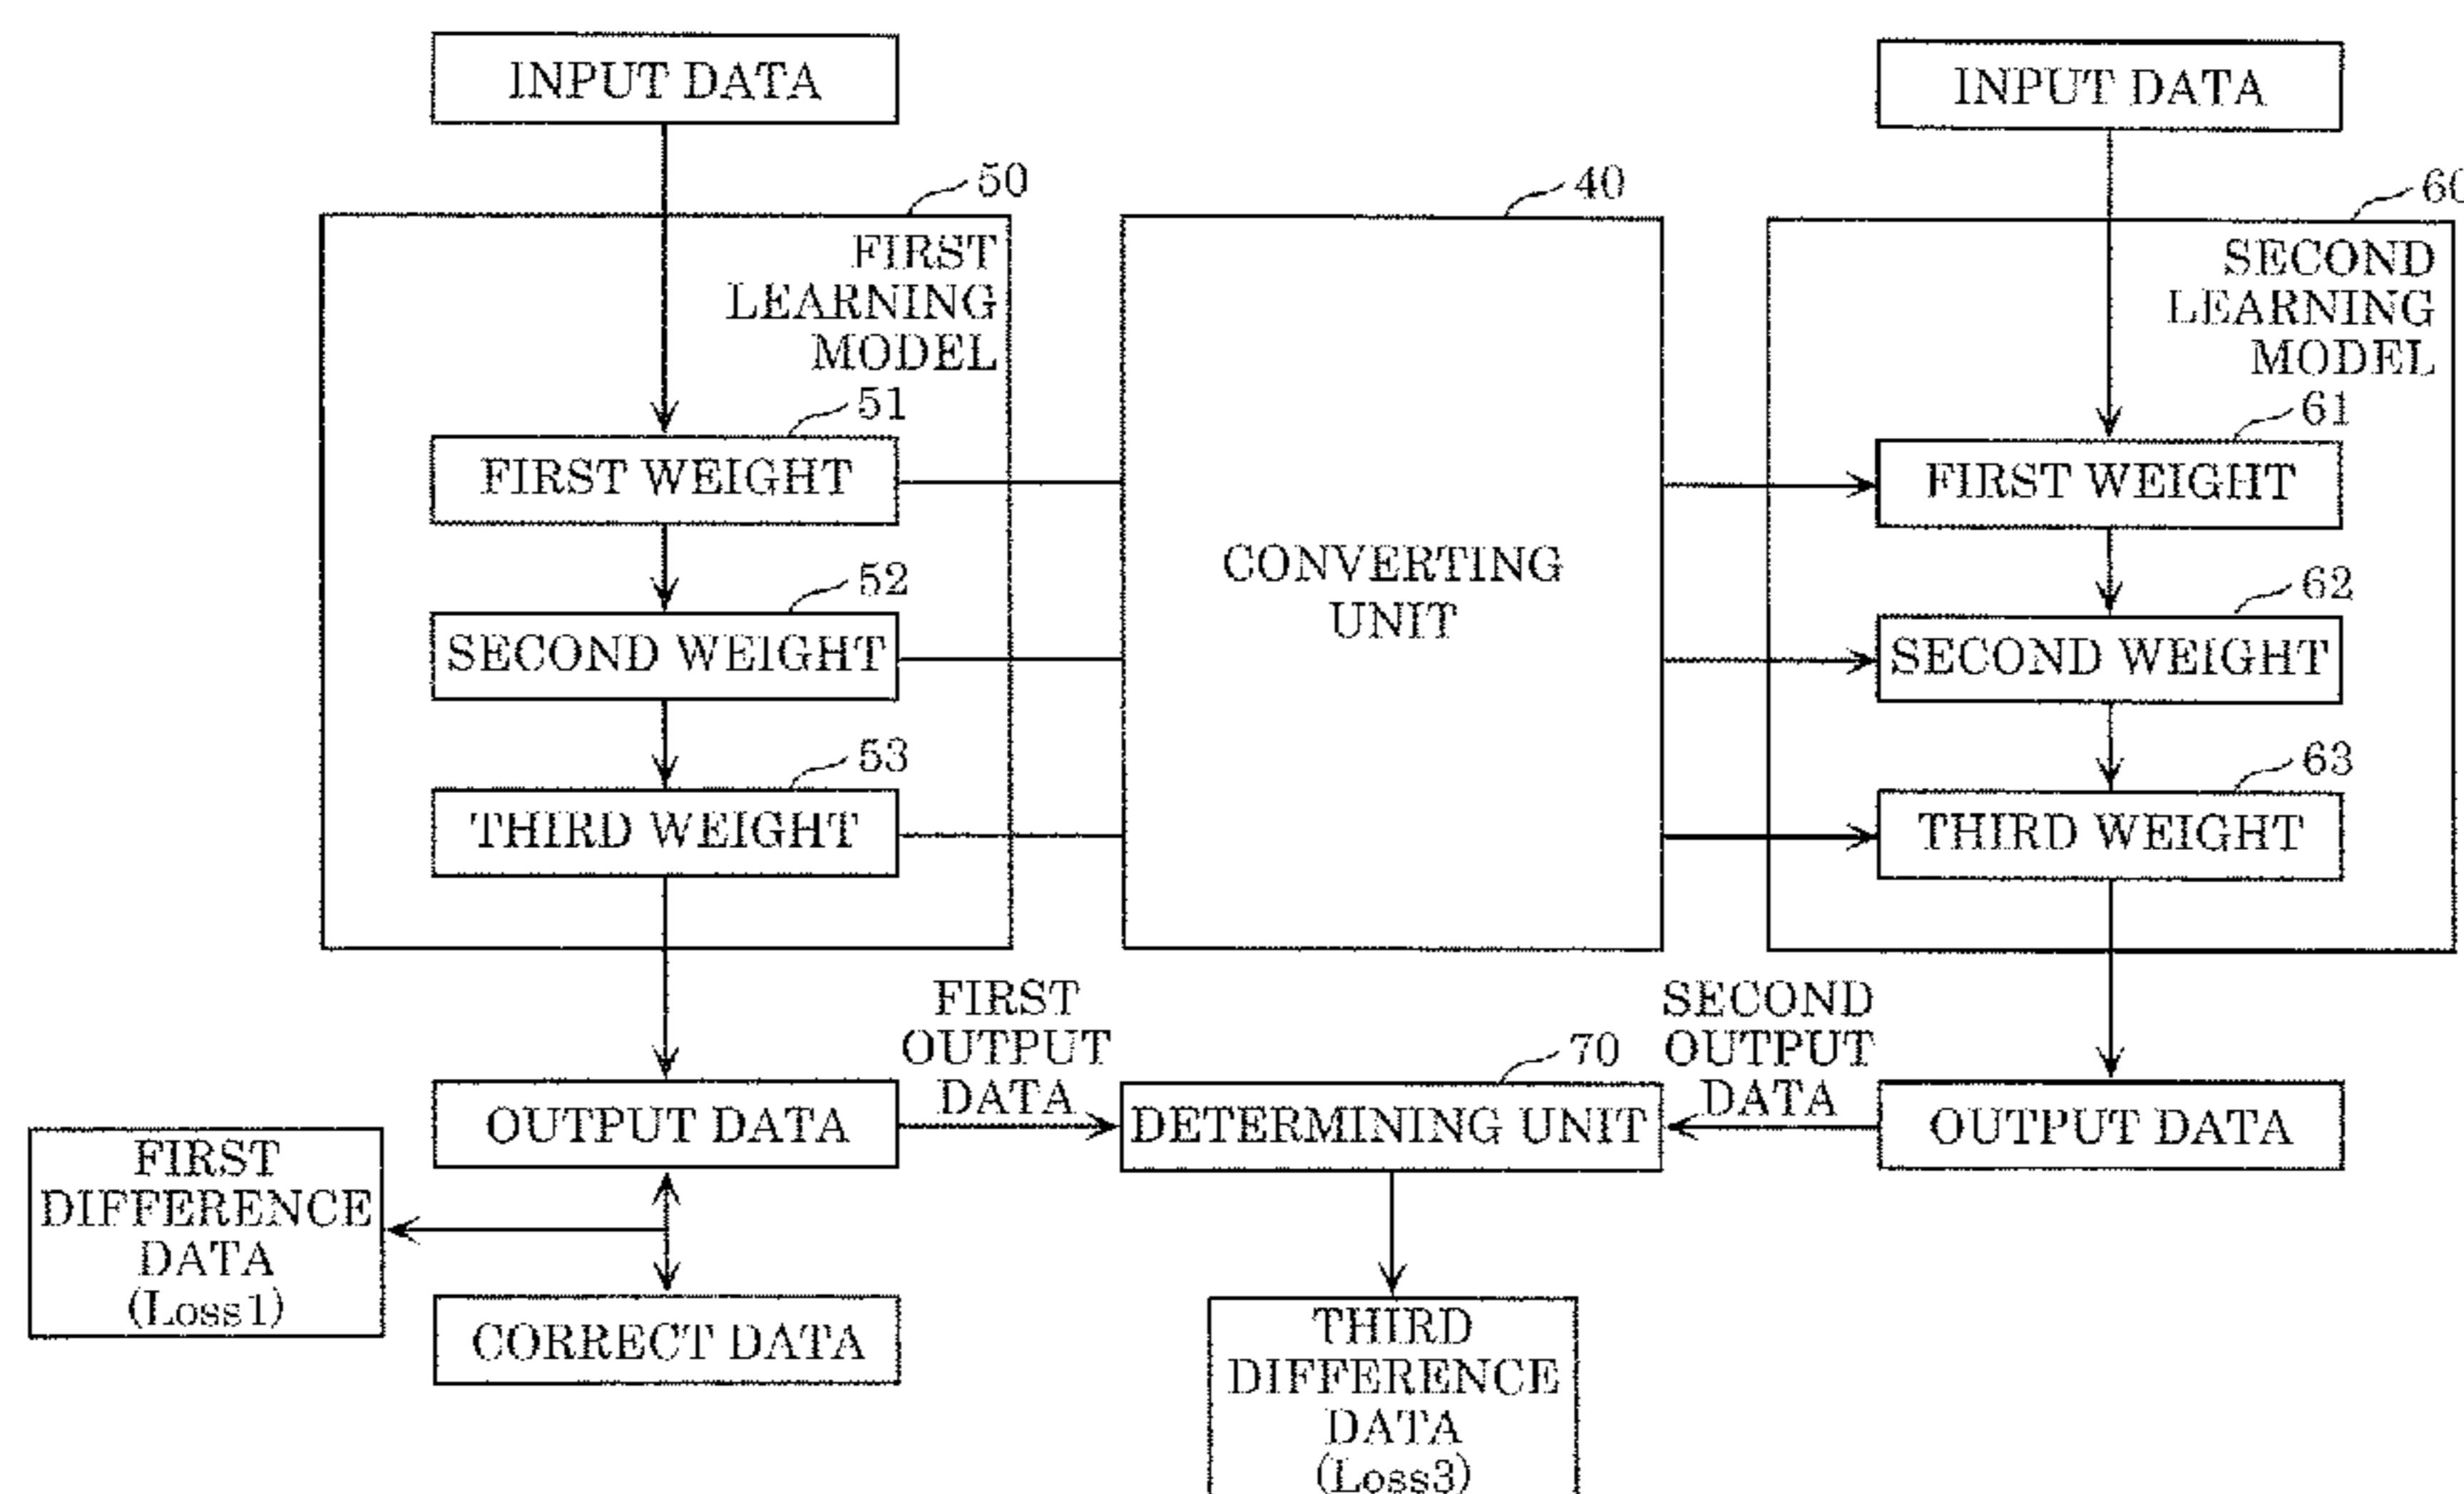 INPUT DATA
INPUT DATA
50
40
60
FIRST
LEARNING
MODEL
SECOND
LEARNING
MODEL
51
61
FIRST WEIGHT
FIRST WEIGHT
CONVERTING
UNIT
52
62
SECOND WEIGHT
SECOND WEIGHT
53
63
THIRD WEIGHT
THIRD WEIGHT
FIRST
OUTPUT
DATA
SECOND
OUTPUT
DATA
70
OUTPUT DATA
DETERMINING UNIT
OUTPUT DATA
FIRST
DIFFERENCE
DATA
(Loss1)
CORRECT DATA
THIRD
DIFFERENCE
DATA
(Loss3)